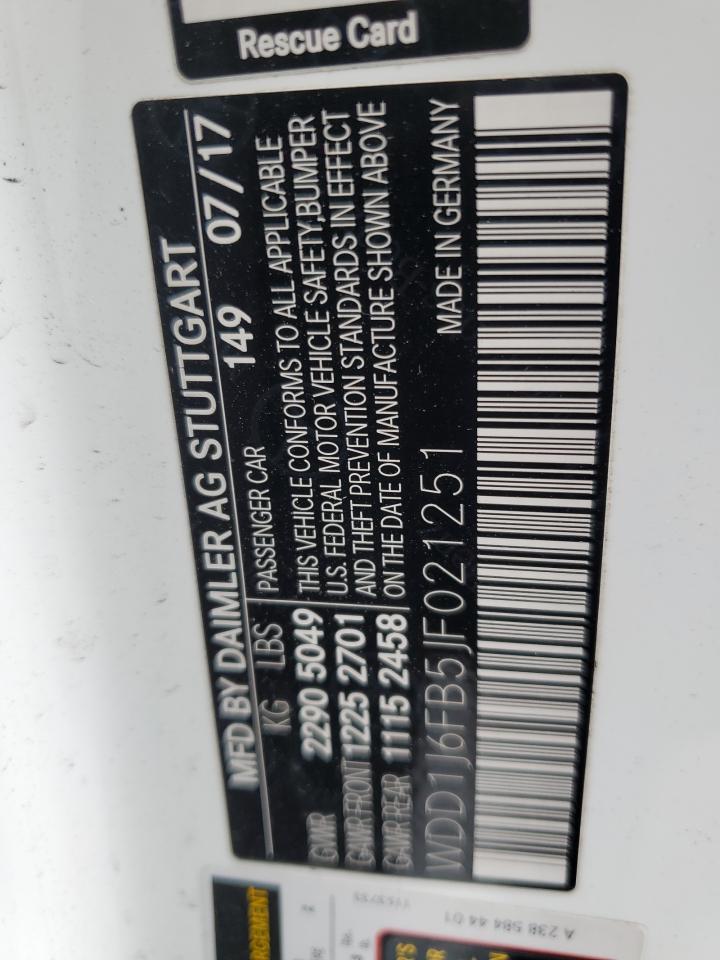 Rescue Card
MFD BY DAIMLER AG STUTTGART
149 07/17
KG LBS
GVWR 2290 5049
GAWR FRONT 1225 2701
GAWR REAR 1115 2458
PASSENGER CAR
THIS VEHICLE CONFORMS TO ALL APPLICABLE
U.S. FEDERAL MOTOR VEHICLE SAFETY,BUMPER
AND THEFT PREVENTION STANDARDS IN EFFECT
ON THE DATE OF MANUFACTURE SHOWN ABOVE
MADE IN GERMANY
WDD1J6FB5JF021251
A 238 584 44 01